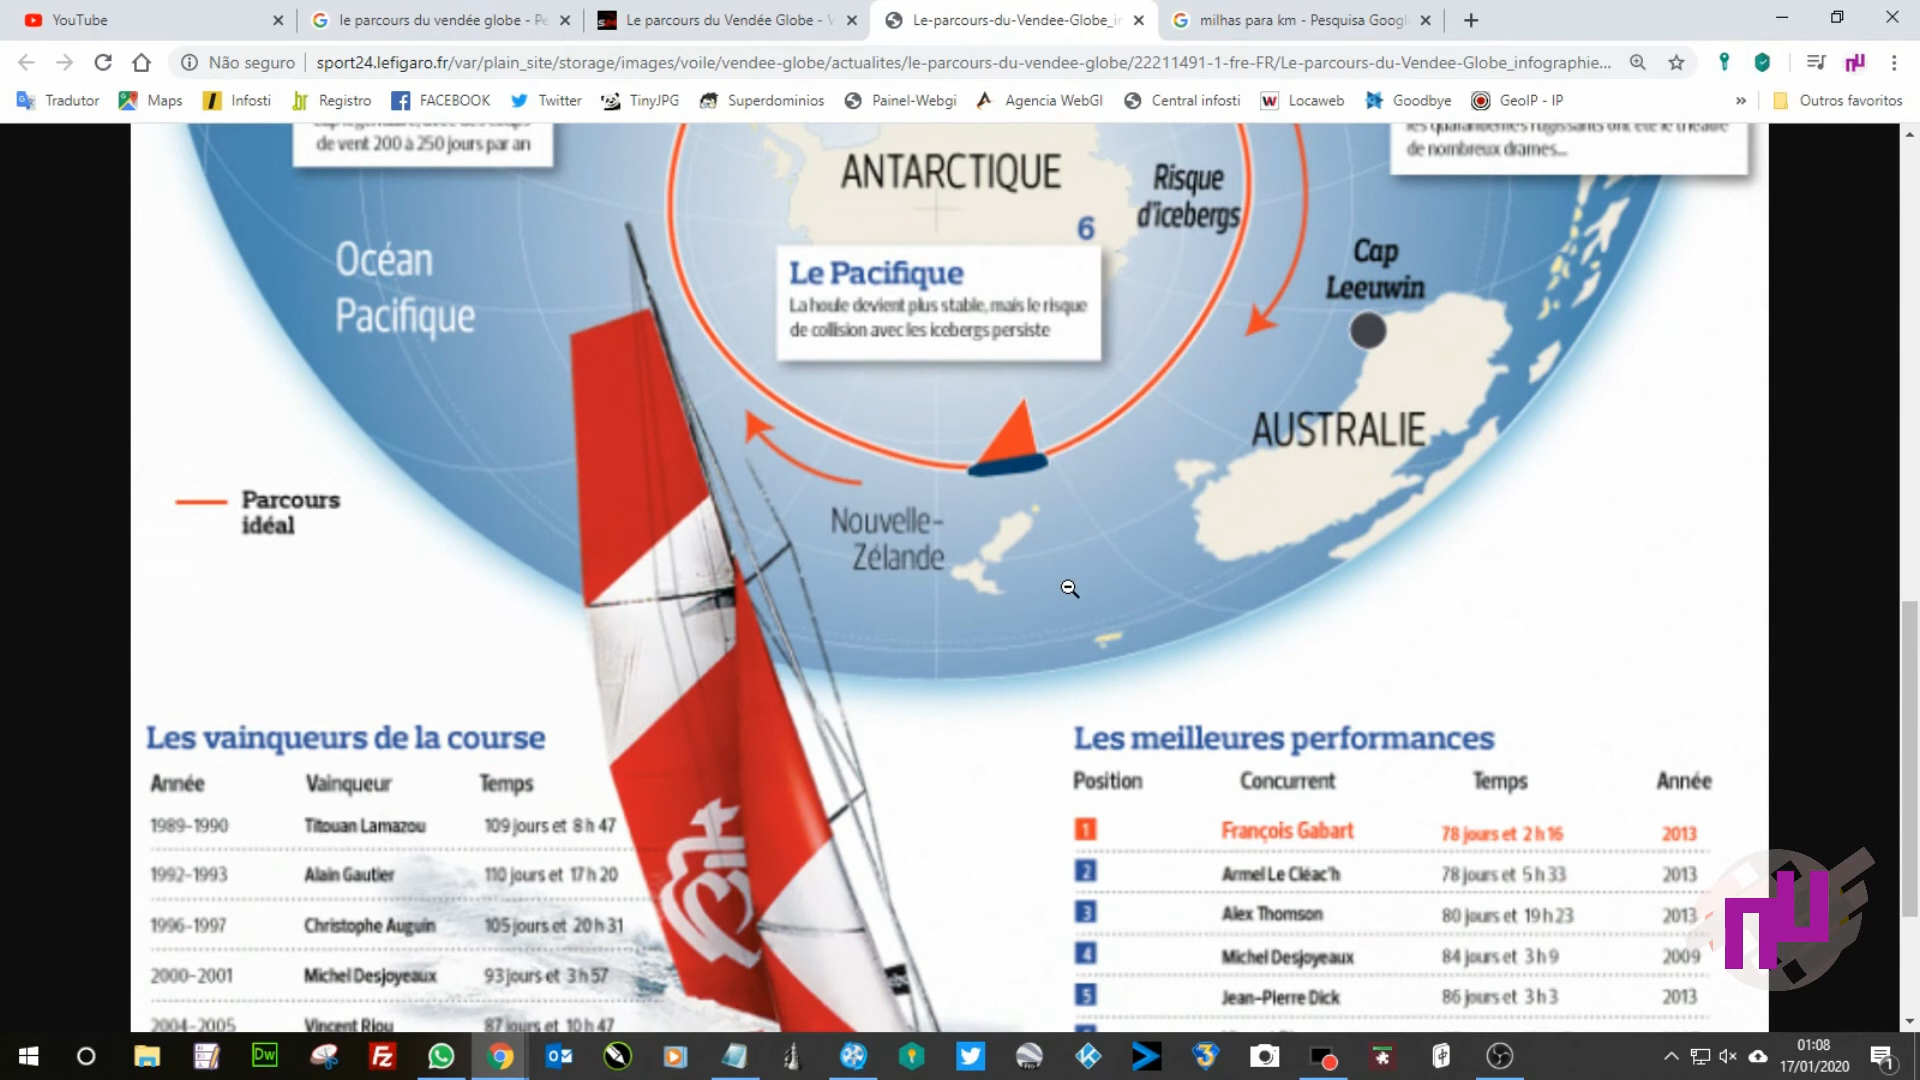 YouTube
le parcours du vendée globe - Pe
Le parcours du Vendée Globe - V
Le-parcours-du-Vendee-Globe_in
milhas para km - Pesquisa Googl
Não seguro
sport24.lefigaro.fr/var/plain_site/storage/images/voile/vendee-globe/actualites/le-parcours-du-vendee-globe/22211491-1-fre-FR/Le-parcours-du-Vendee-Globe_infographie...
Tradutor
Maps
Infosti
Registro
FACEBOOK
Twitter
TinyJPG
Superdominios
Painel-Webgi
Agencia WebGI
Central infosti
Locaweb
Goodbye
GeoIP - IP
»
Outros favoritos
de vent 200 à 250 jours par an
les quarantièmes rugissants ont été le théâtre
de nombreux drames...
ANTARCTIQUE
Risque
d'icebergs
6
Le Pacifique
La houle devient plus stable, mais le risque
de collision avec les icebergs persiste
Océan
Pacifique
Cap
Leeuwin
AUSTRALIE
Parcours
idéal
Nouvelle-
Zélande
Les vainqueurs de la course
Année Vainqueur Temps
1989-1990 Titouan Lamazou 109 jours et 8 h 47
1992-1993 Alain Gautier 110 jours et 17 h 20
1996-1997 Christophe Auguin 105 jours et 20 h 31
2000-2001 Michel Desjoyeaux 93 jours et 3 h 57
2004-2005 Vincent Riou 87 jours et 10 h 47
Les meilleures performances
Position Concurrent Temps Année
1 François Gabart 78 jours et 2 h 16 2013
2 Armel Le Cléac'h 78 jours et 5 h 33 2013
3 Alex Thomson 80 jours et 19 h 23 2013
4 Michel Desjoyeaux 84 jours et 3 h 9 2009
5 Jean-Pierre Dick 86 jours et 3 h 3 2013
nu
01:08
17/01/2020